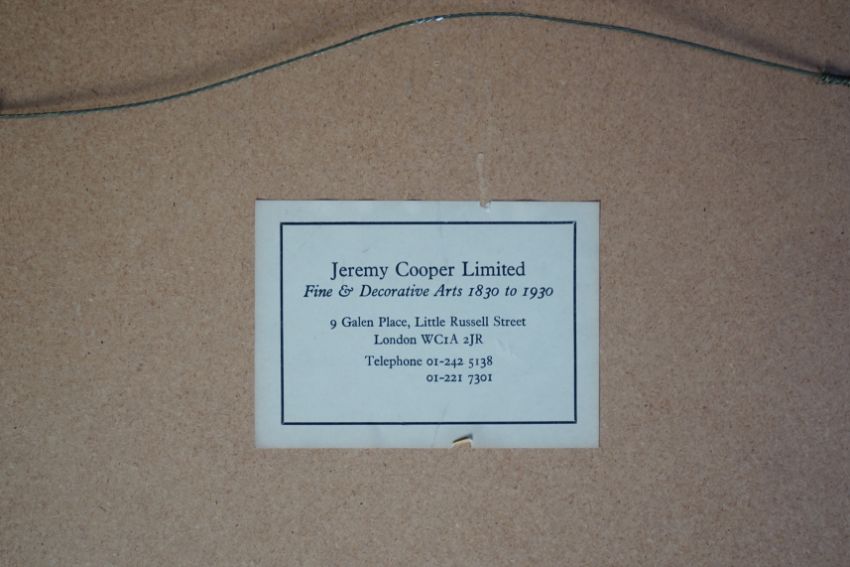 Jeremy Cooper Limited
Fine & Decorative Arts 1830 to 1930
9 Galen Place, Little Russell Street
London WC1A 2JR
Telephone 01-242 5138
01-221 7301